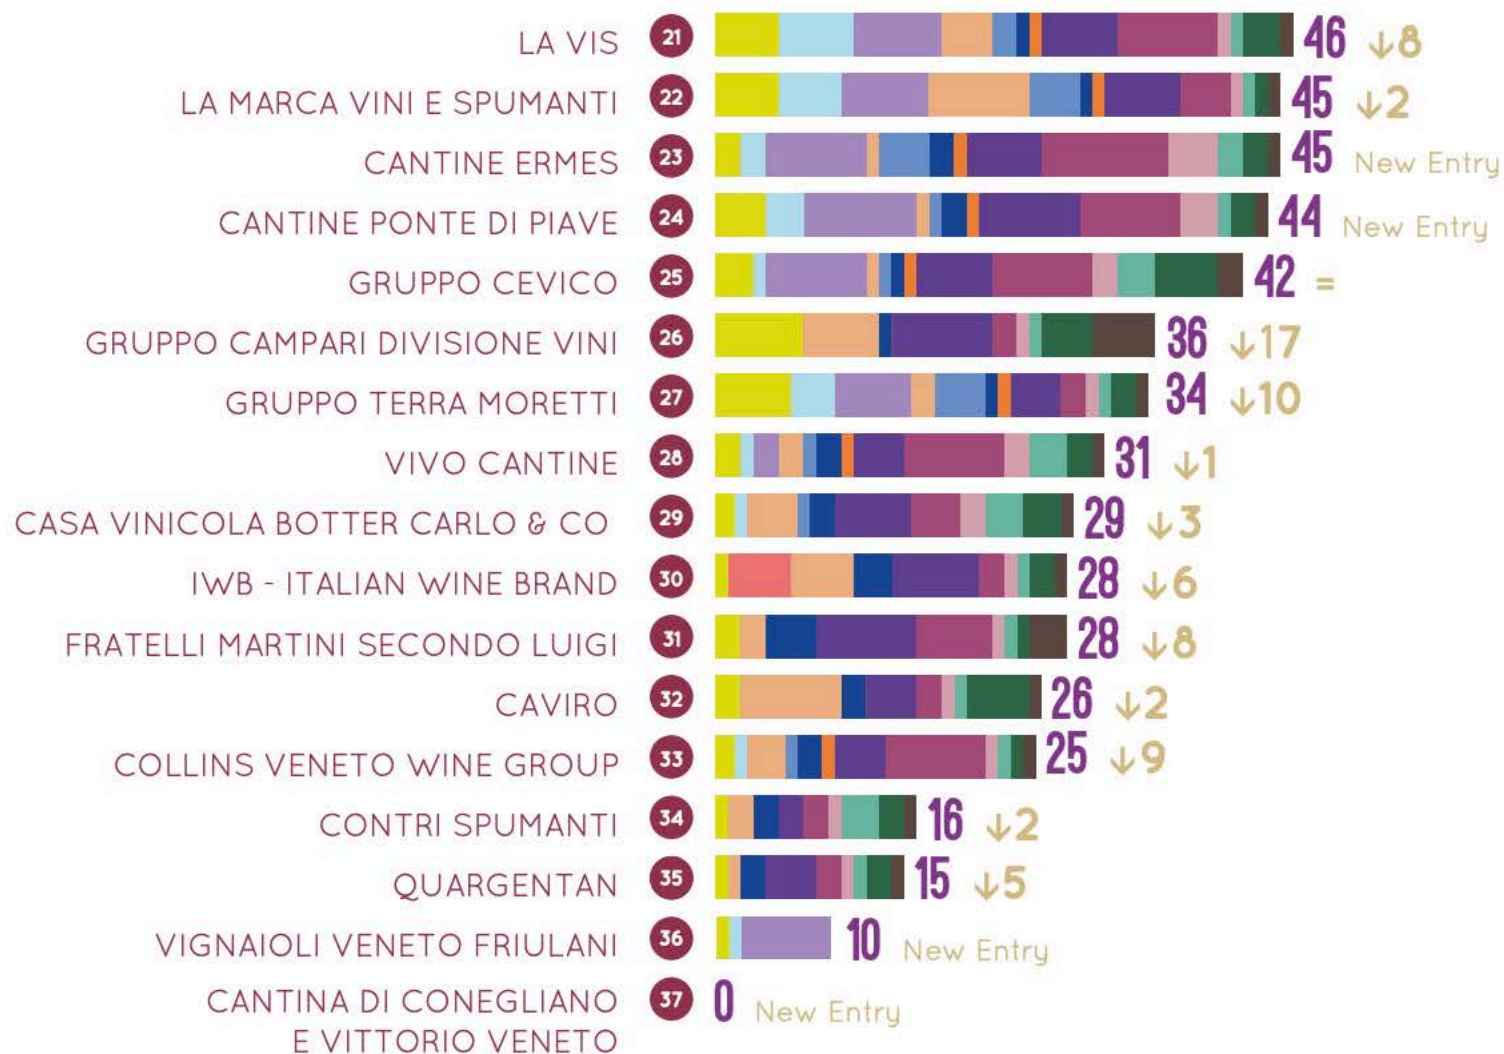 LA VIS 21 46 ↓8
LA MARCA VINI E SPUMANTI 22 45 ↓2
CANTINE ERMES 23 45 New Entry
CANTINE PONTE DI PIAVE 24 44 New Entry
GRUPPO CEVICO 25 42 =
GRUPPO CAMPARI DIVISIONE VINI 26 36 ↓17
GRUPPO TERRA MORETTI 27 34 ↓10
VIVO CANTINE 28 31 ↓1
CASA VINICOLA BOTTER CARLO & CO 29 29 ↓3
IWB - ITALIAN WINE BRAND 30 28 ↓6
FRATELLI MARTINI SECONDO LUIGI 31 28 ↓8
CAVIRO 32 26 ↓2
COLLINS VENETO WINE GROUP 33 25 ↓9
CONTRI SPUMANTI 34 16 ↓2
QUARGENTAN 35 15 ↓5
VIGNAIOLI VENETO FRIULANI 36 10 New Entry
CANTINA DI CONEGLIANO 37 0 New Entry
E VITTORIO VENETO